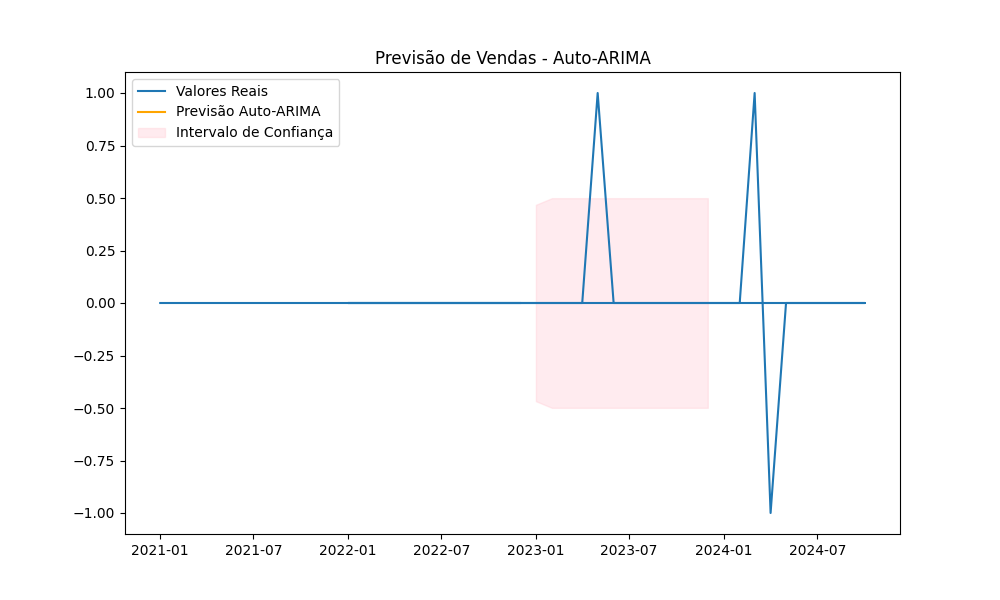 Previsão de Vendas - Auto-ARIMA
Valores Reais
Previsão Auto-ARIMA
Intervalo de Confiança
1.00
0.75
0.50
0.25
0.00
−0.25
−0.50
−0.75
−1.00
2021-01 2021-07 2022-01 2022-07 2023-01 2023-07 2024-01 2024-07